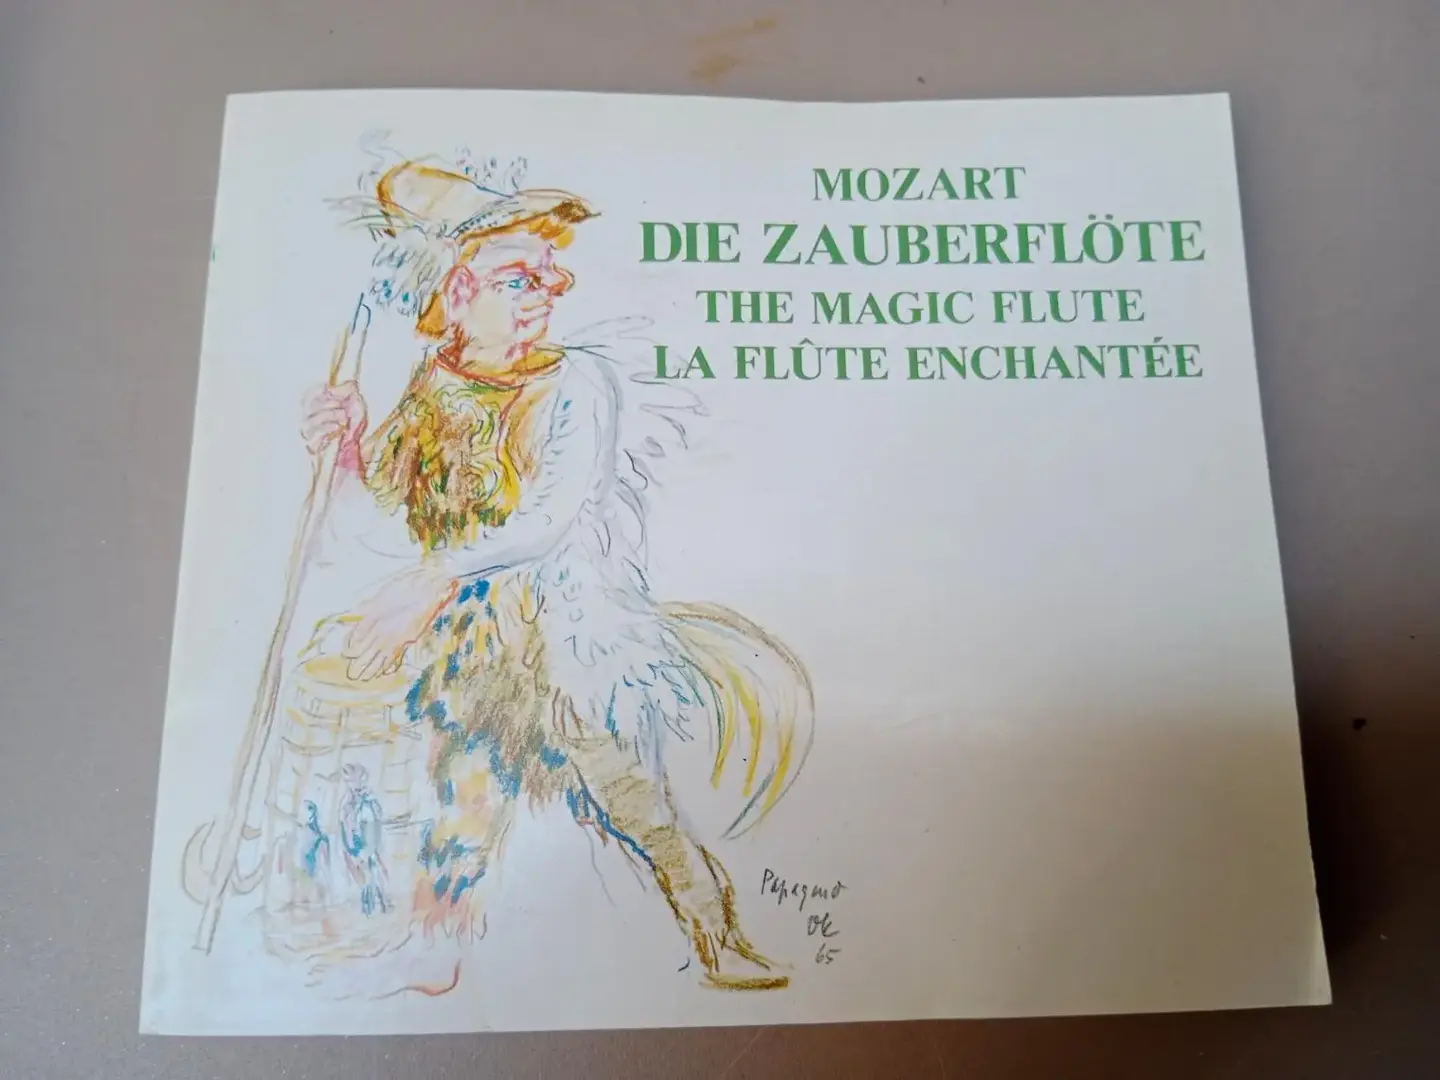 MOZART
DIE ZAUBERFLÖTE
THE MAGIC FLUTE
LA FLÛTE ENCHANTÉE
Papageno
OK
65